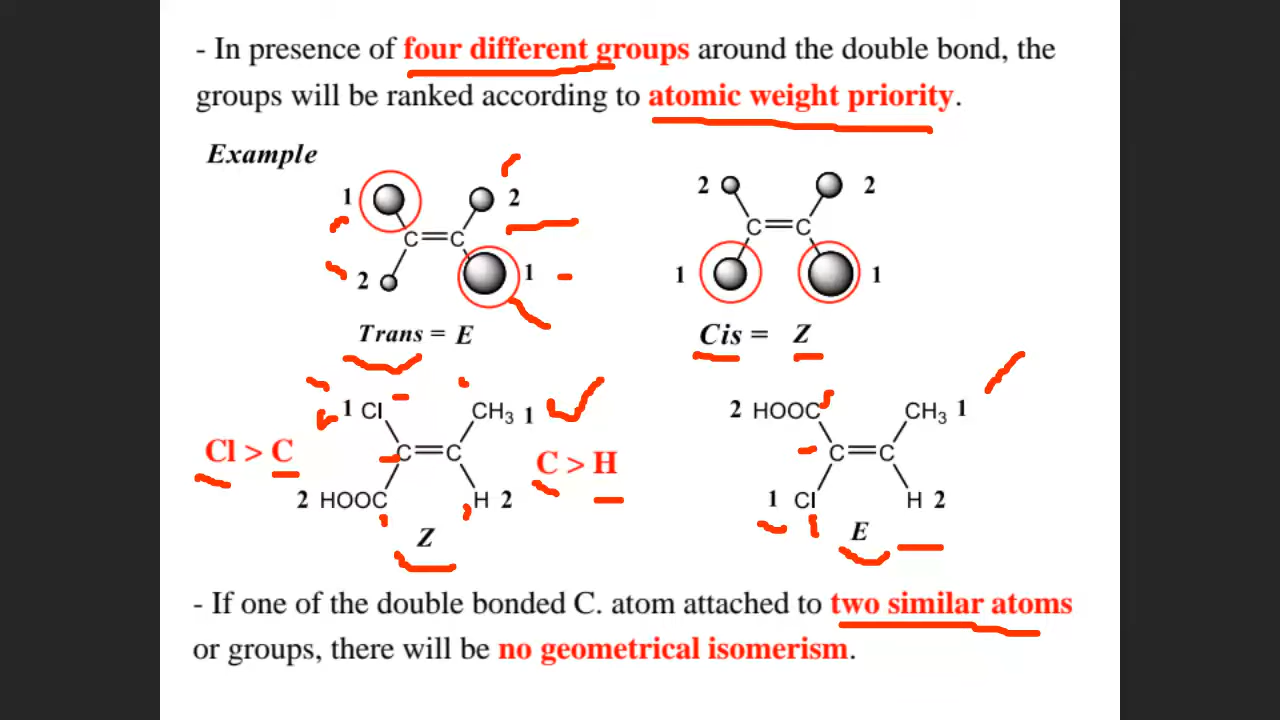 - In presence of four different groups around the double bond, the
groups will be ranked according to atomic weight priority.
Example
1 2
C=C
2 1
Trans = E
2 2
C=C
1 1
Cis = Z
1 Cl CH₃ 1
Cl > C C=C C > H
2 HOOC H 2
Z
2 HOOC CH₃ 1
C=C
1 Cl H 2
E
- If one of the double bonded C. atom attached to two similar atoms
or groups, there will be no geometrical isomerism.